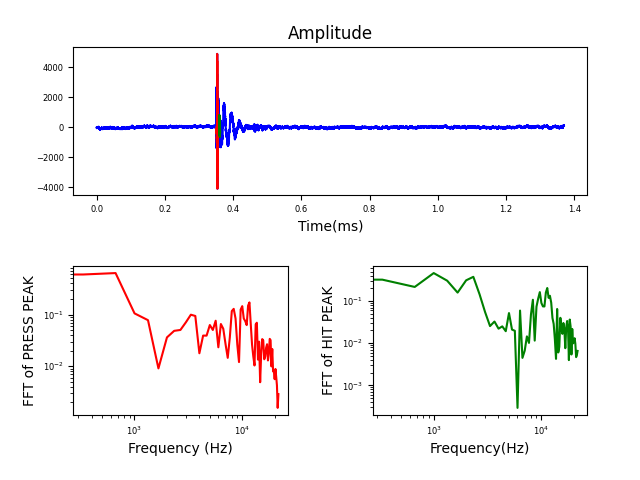 Amplitude
4000
2000
0
−2000
−4000
0.0 0.2 0.4 0.6 0.8 1.0 1.2 1.4
Time(ms)
FFT of PRESS PEAK
10⁻¹
10⁻²
10³ 10⁴
Frequency (Hz)
FFT of HIT PEAK
10⁻¹
10⁻²
10⁻³
10³ 10⁴
Frequency(Hz)